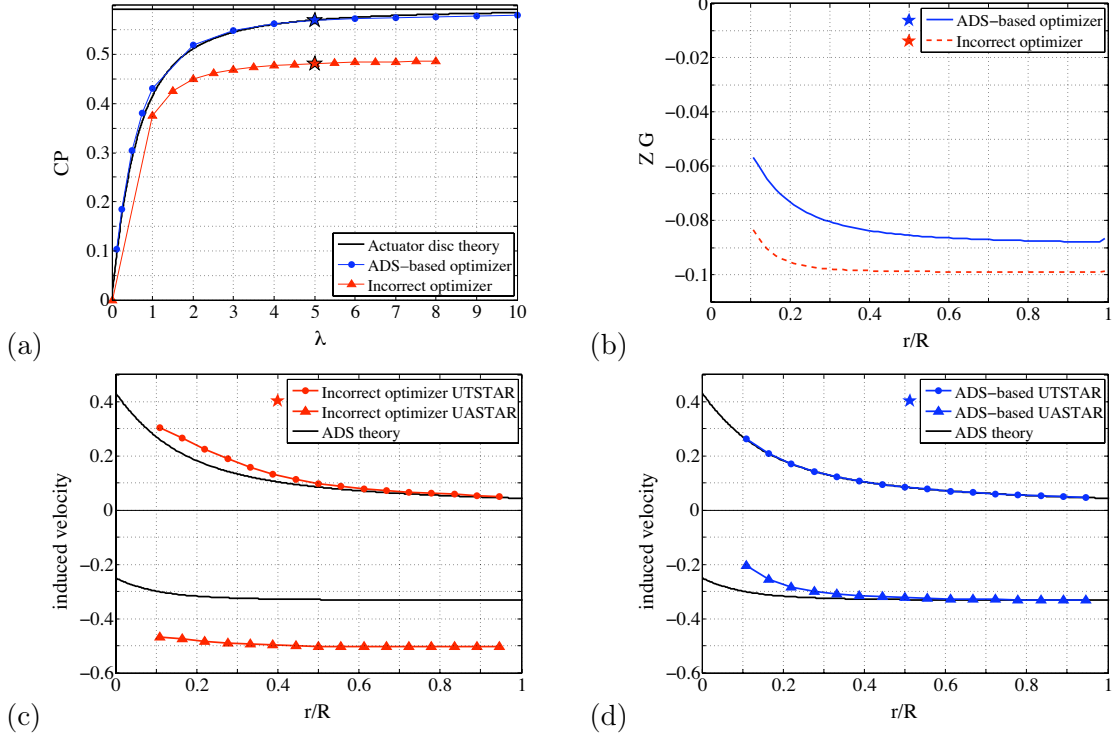 0.5
0.4
0.3
0.2
0.1
0
CP
0 1 2 3 4 5 6 7 8 9 10
λ
Actuator disc theory
ADS−based optimizer
Incorrect optimizer
(a)
0
−0.02
−0.04
−0.06
−0.08
−0.1
Z G
0 0.2 0.4 0.6 0.8 1
r/R
ADS−based optimizer
Incorrect optimizer
(b)
0.4
0.2
0
−0.2
−0.4
−0.6
induced velocity
0 0.2 0.4 0.6 0.8 1
r/R
Incorrect optimizer UTSTAR
Incorrect optimizer UASTAR
ADS theory
(c)
0.4
0.2
0
−0.2
−0.4
−0.6
induced velocity
0 0.2 0.4 0.6 0.8 1
r/R
ADS−based UTSTAR
ADS−based UASTAR
ADS theory
(d)